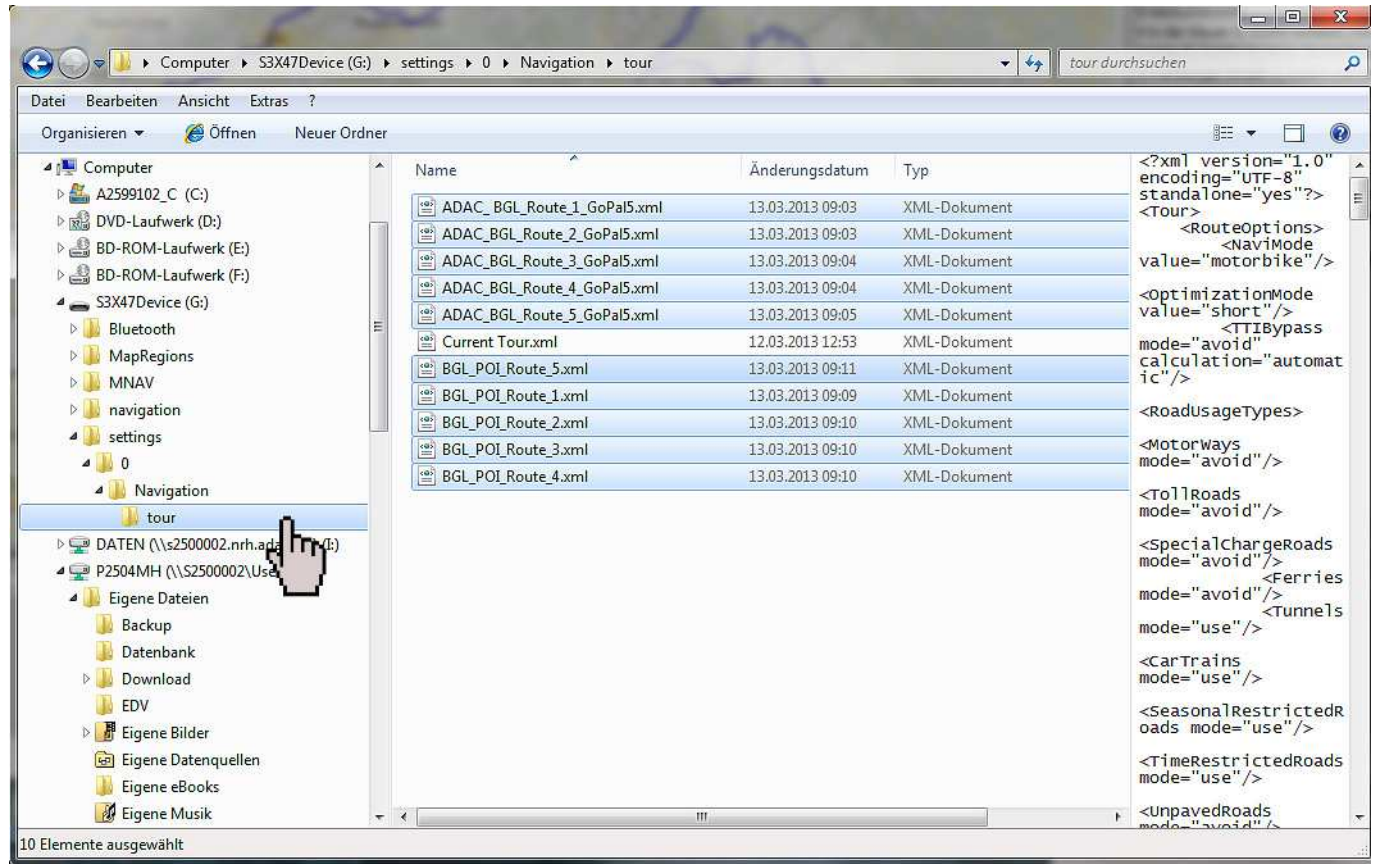 Computer ▸ S3X47Device (G:) ▸ settings ▸ 0 ▸ Navigation ▸ tour
tour durchsuchen
Datei Bearbeiten Ansicht Extras ?
Organisieren Öffnen Neuer Ordner
Computer
A2599102_C (C:)
DVD-Laufwerk (D:)
BD-ROM-Laufwerk (E:)
BD-ROM-Laufwerk (F:)
S3X47Device (G:)
Bluetooth
MapRegions
MNAV
navigation
settings
0
Navigation
tour
DATEN (\\s2500002.nrh.ada (I:)
P2504MH (\\S2500002\Use
Eigene Dateien
Backup
Datenbank
Download
EDV
Eigene Bilder
Eigene Datenquellen
Eigene eBooks
Eigene Musik
Name Änderungsdatum Typ
ADAC_ BGL_Route_1_GoPal5.xml 13.03.2013 09:03 XML-Dokument
ADAC_BGL_Route_2_GoPal5.xml 13.03.2013 09:03 XML-Dokument
ADAC_BGL_Route_3_GoPal5.xml 13.03.2013 09:04 XML-Dokument
ADAC_BGL_Route_4_GoPal5.xml 13.03.2013 09:04 XML-Dokument
ADAC_BGL_Route_5_GoPal5.xml 13.03.2013 09:05 XML-Dokument
Current Tour.xml 12.03.2013 12:53 XML-Dokument
BGL_POI_Route_5.xml 13.03.2013 09:11 XML-Dokument
BGL_POI_Route_1.xml 13.03.2013 09:09 XML-Dokument
BGL_POI_Route_2.xml 13.03.2013 09:10 XML-Dokument
BGL_POI_Route_3.xml 13.03.2013 09:10 XML-Dokument
BGL_POI_Route_4.xml 13.03.2013 09:10 XML-Dokument
<?xml version="1.0"
encoding="UTF-8"
standalone="yes"?>
<Tour>
<RouteOptions>
<NaviMode
value="motorbike"/>
<OptimizationMode
value="short"/>
<TTIBypass
mode="avoid"
calculation="automat
ic"/>
<RoadUsageTypes>
<MotorWays
mode="avoid"/>
<TollRoads
mode="avoid"/>
<SpecialChargeRoads
mode="avoid"/>
<Ferries
mode="avoid"/>
<Tunnels
mode="use"/>
<CarTrains
mode="use"/>
<SeasonalRestrictedR
oads mode="use"/>
<TimeRestrictedRoads
mode="use"/>
<UnpavedRoads
mode="avoid"/>
10 Elemente ausgewählt